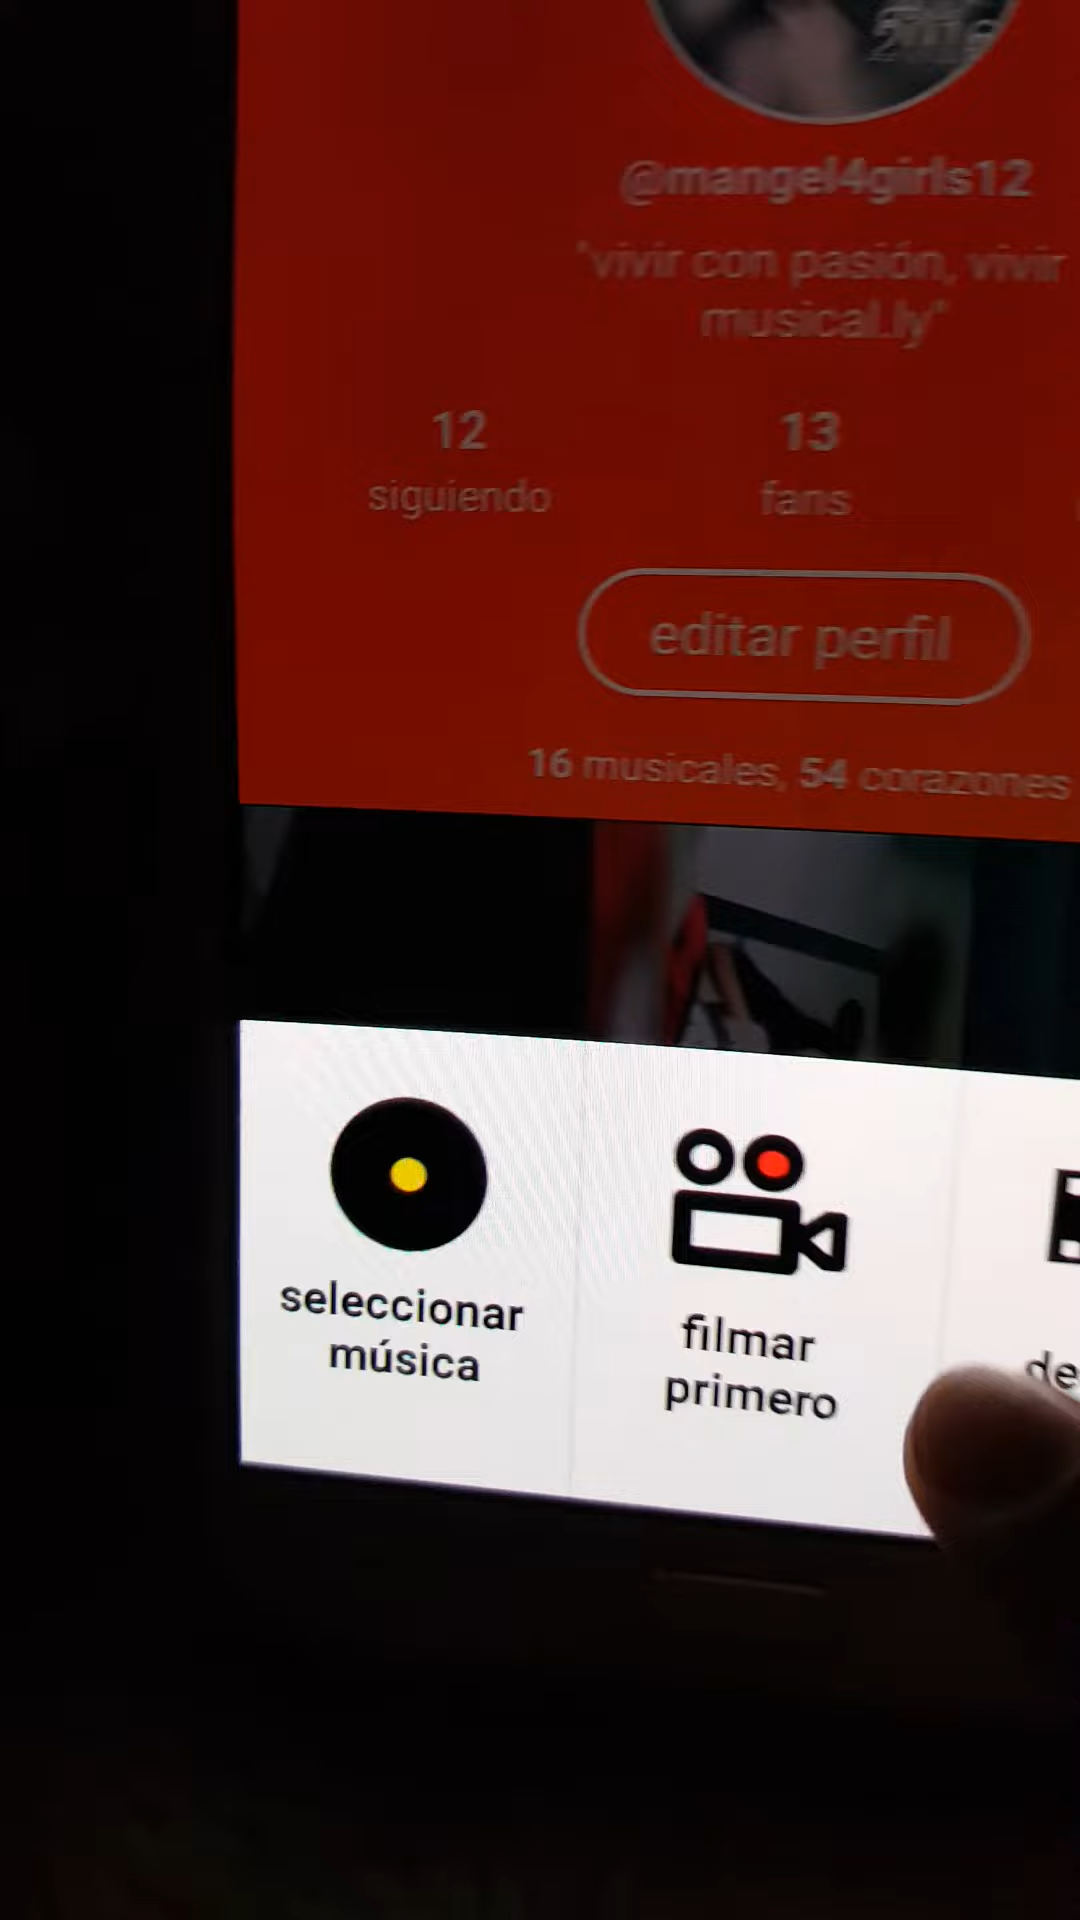 @mangel4girls12
"vivir con pasión, vivir
musical.ly"
12
13
siguiendo
fans
editar perfil
16 musicales, 54 corazones
seleccionar
música
filmar
primero
de